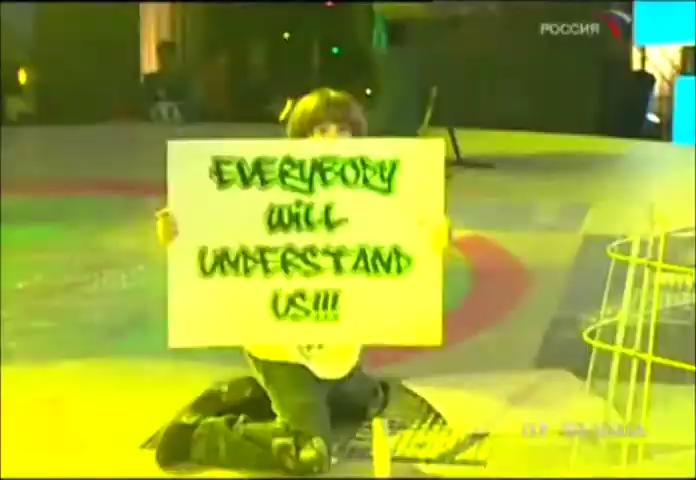 РОССИЯ
EVERYBODY
WILL
UNDERSTAND
US!!!